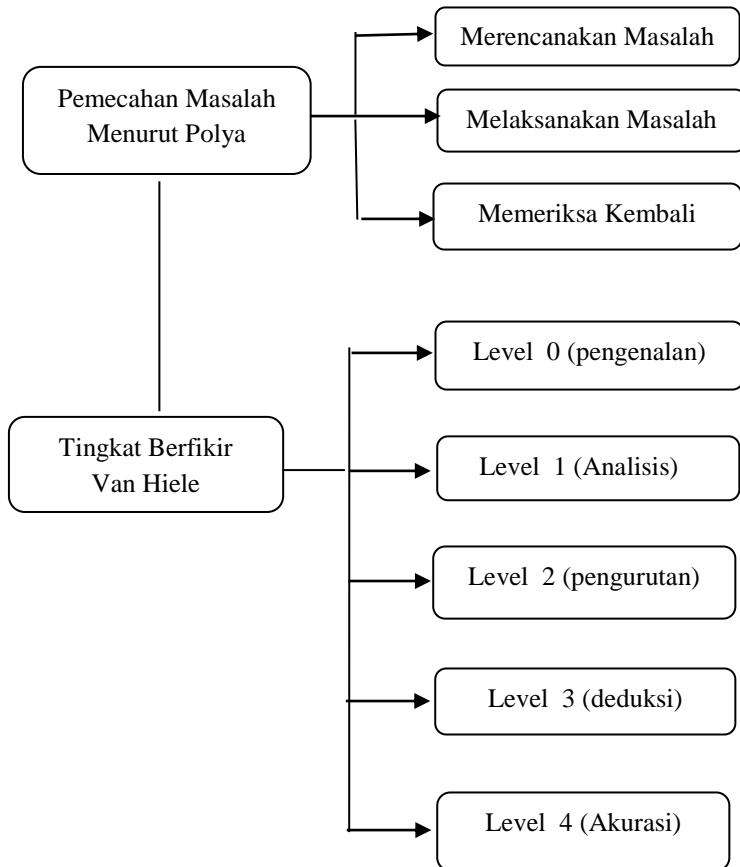 Merencanakan Masalah
Pemecahan Masalah
Menurut Polya
Melaksanakan Masalah
Memeriksa Kembali
Level 0 (pengenalan)
Tingkat Berfikir
Van Hiele
Level 1 (Analisis)
Level 2 (pengurutan)
Level 3 (deduksi)
Level 4 (Akurasi)